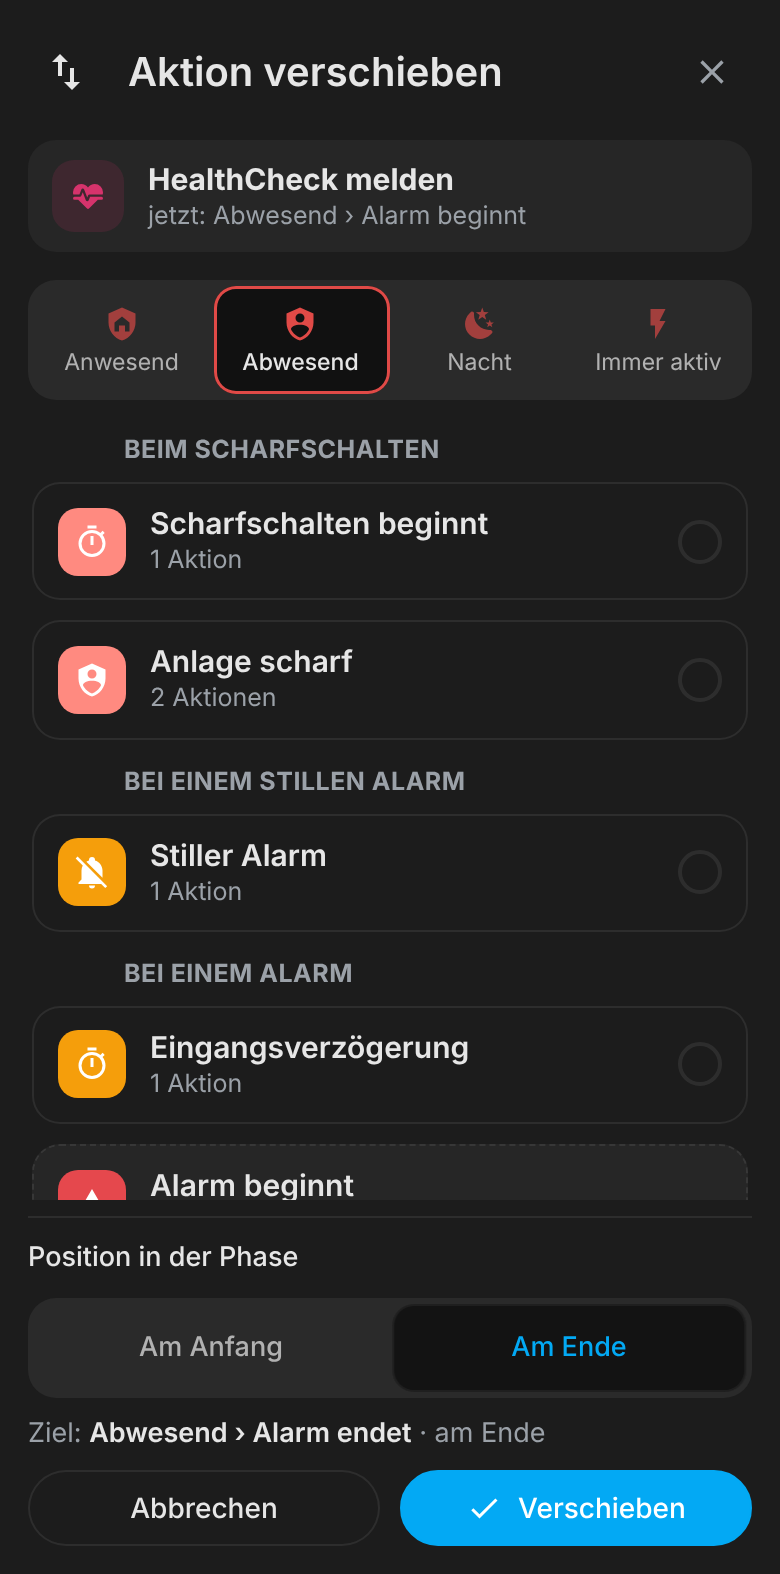 Aktion verschieben
HealthCheck melden
jetzt: Abwesend › Alarm beginnt
Anwesend
Abwesend
Nacht
Immer aktiv
BEIM SCHARFSCHALTEN
Scharfschalten beginnt
1 Aktion
Anlage scharf
2 Aktionen
BEI EINEM STILLEN ALARM
Stiller Alarm
1 Aktion
BEI EINEM ALARM
Eingangsverzögerung
1 Aktion
Alarm beginnt
Position in der Phase
Am Anfang
Am Ende
Ziel: Abwesend › Alarm endet · am Ende
Abbrechen
Verschieben